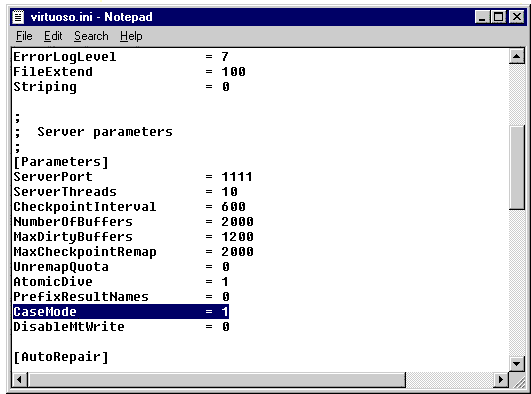 virtuoso.ini - Notepad
File Edit Search Help
ErrorLogLevel = 7
FileExtend = 100
Striping = 0
;
; Server parameters
;
[Parameters]
ServerPort = 1111
ServerThreads = 10
CheckpointInterval = 600
NumberOfBuffers = 2000
MaxDirtyBuffers = 1200
MaxCheckpointRemap = 2000
UnremapQuota = 0
AtomicDive = 1
PrefixResultNames = 0
CaseMode = 1
DisableMtWrite = 0
[AutoRepair]